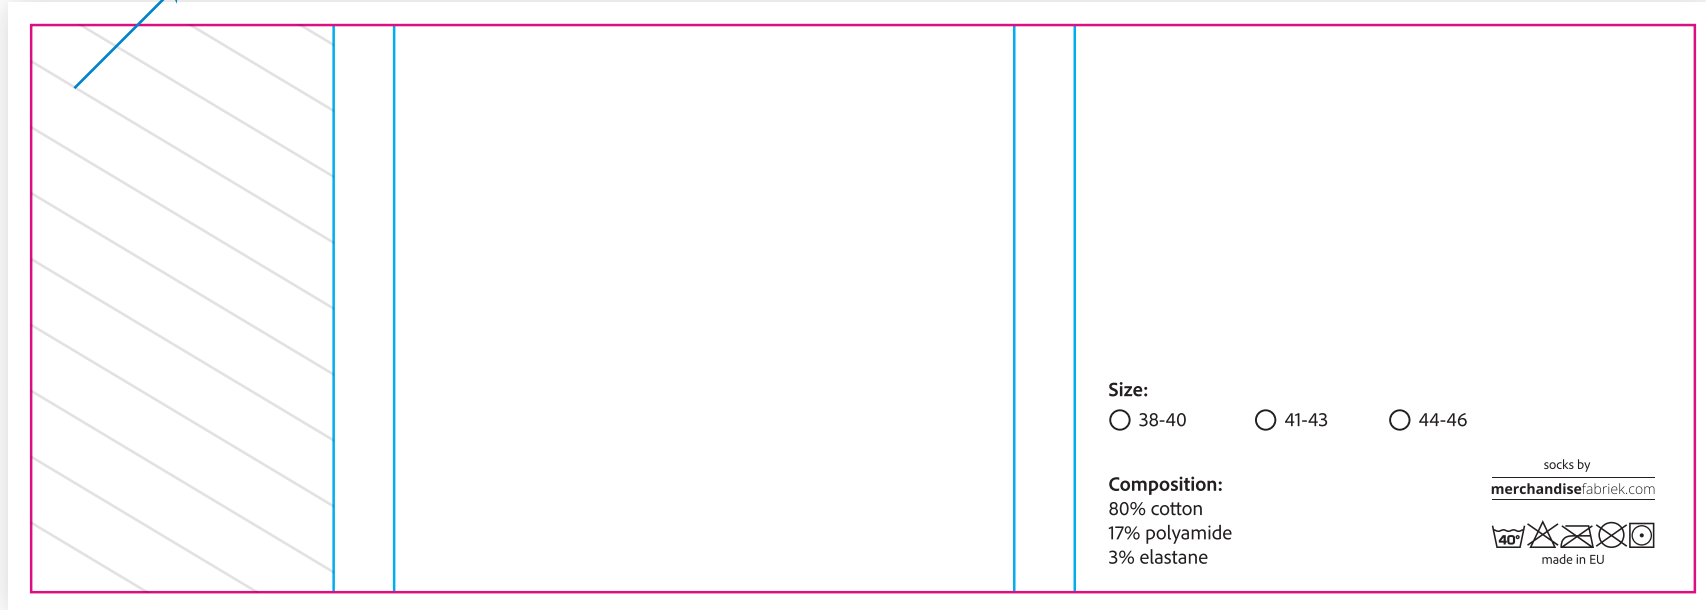 Size:
38-40 41-43 44-46
Composition:
80% cotton
17% polyamide
3% elastane
socks by
merchandisefabriek.com
40°
made in EU